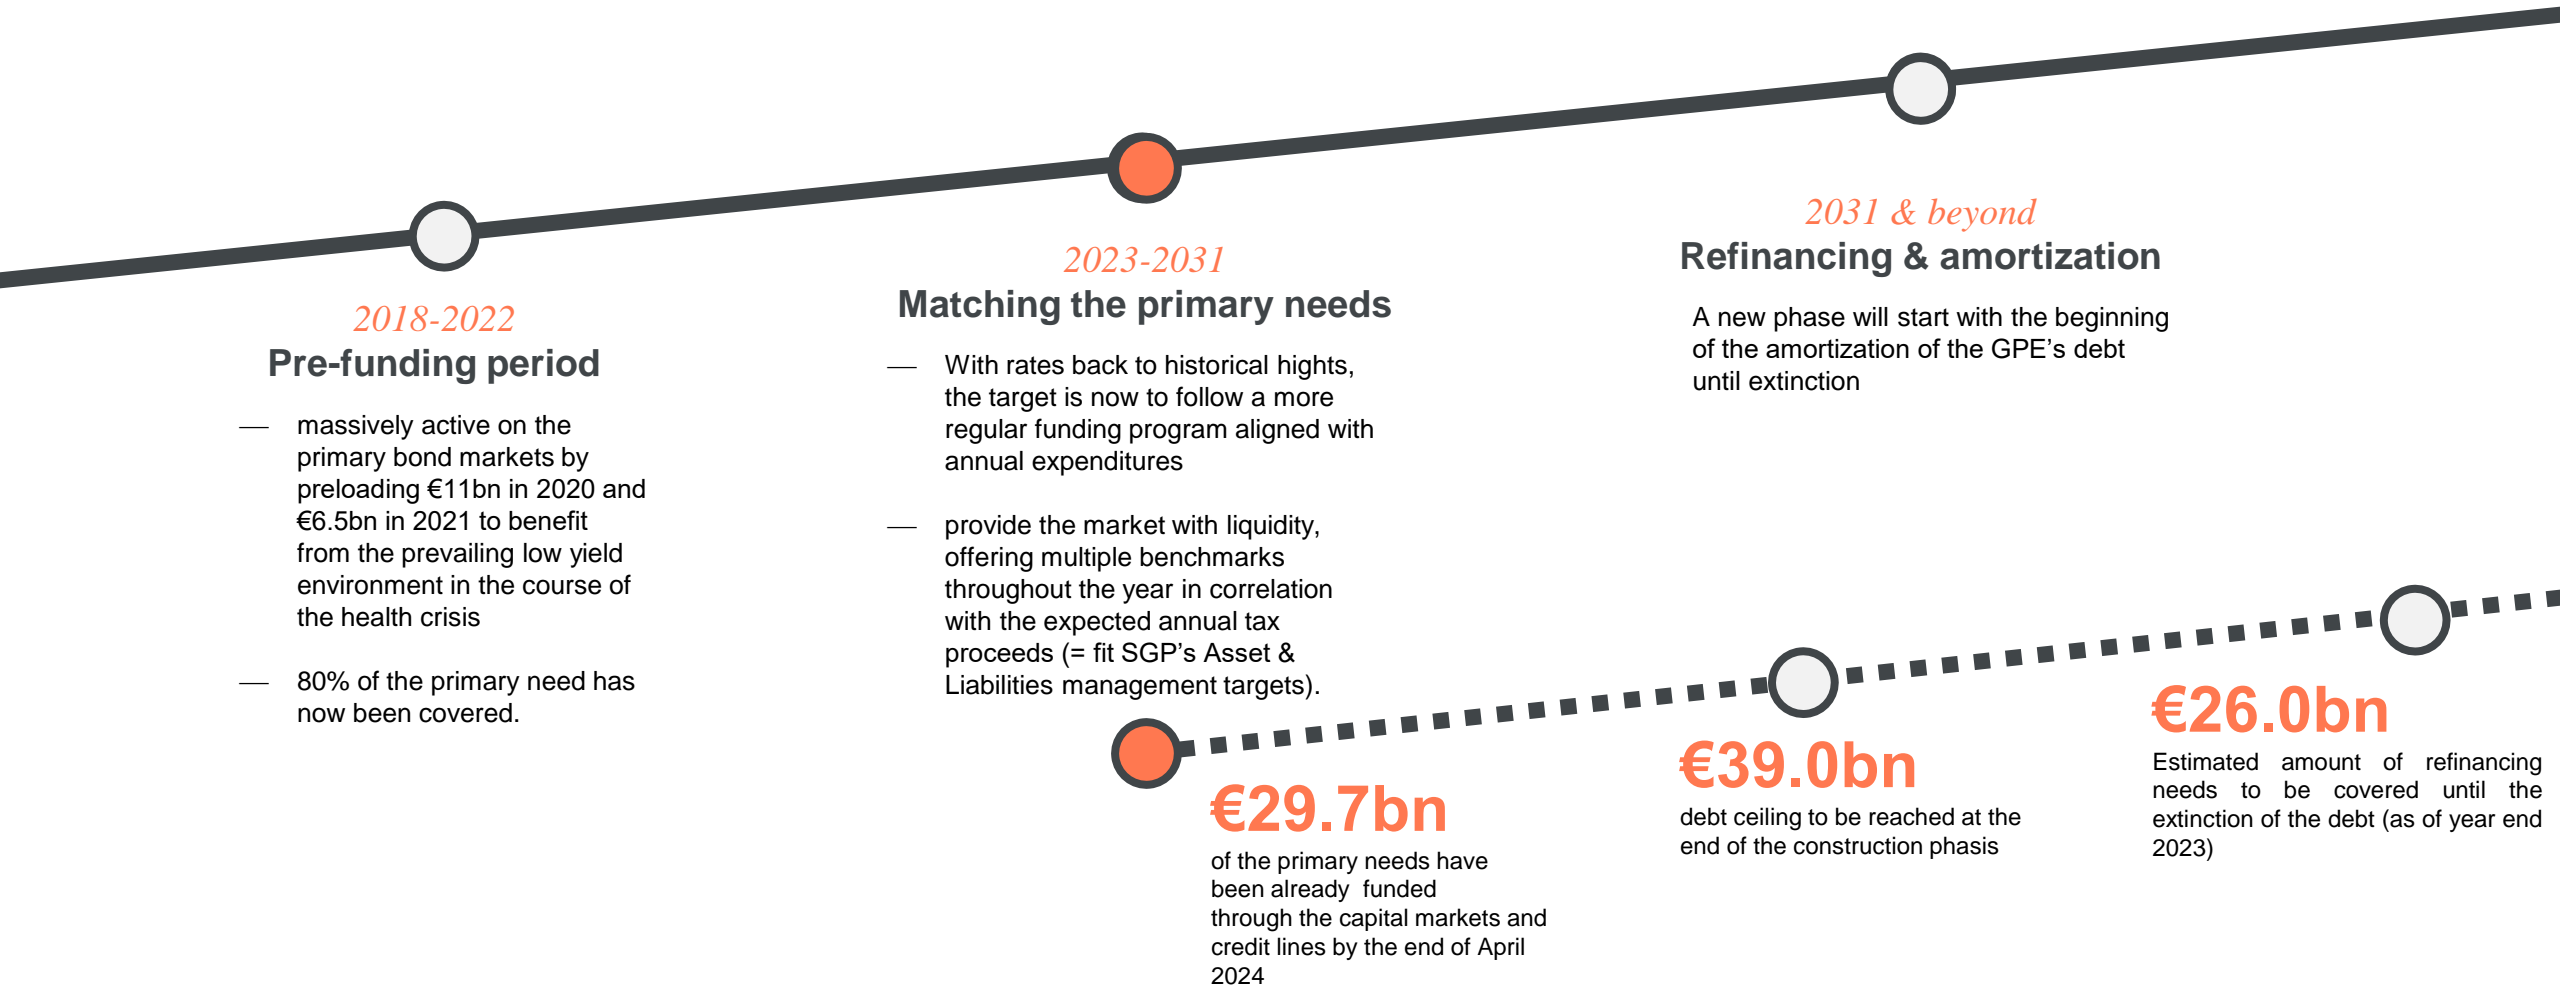 2018-2022
Pre-funding period
— massively active on the
primary bond markets by
preloading €11bn in 2020 and
€6.5bn in 2021 to benefit
from the prevailing low yield
environment in the course of
the health crisis
— 80% of the primary need has
now been covered.
2023-2031
Matching the primary needs
— With rates back to historical hights,
the target is now to follow a more
regular funding program aligned with
annual expenditures
— provide the market with liquidity,
offering multiple benchmarks
throughout the year in correlation
with the expected annual tax
proceeds (= fit SGP’s Asset &
Liabilities management targets).
2031 & beyond
Refinancing & amortization
A new phase will start with the beginning
of the amortization of the GPE’s debt
until extinction
€29.7bn
of the primary needs have
been already funded
through the capital markets and
credit lines by the end of April
2024
€39.0bn
debt ceiling to be reached at the
end of the construction phasis
€26.0bn
Estimated amount of refinancing
needs to be covered until the
extinction of the debt (as of year end
2023)